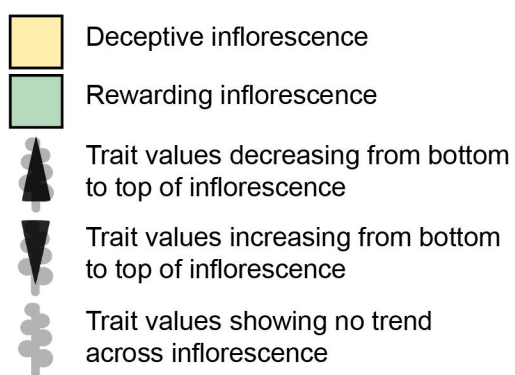 Deceptive inflorescence
Rewarding inflorescence
Trait values decreasing from bottom
to top of inflorescence
Trait values increasing from bottom
to top of inflorescence
Trait values showing no trend
across inflorescence